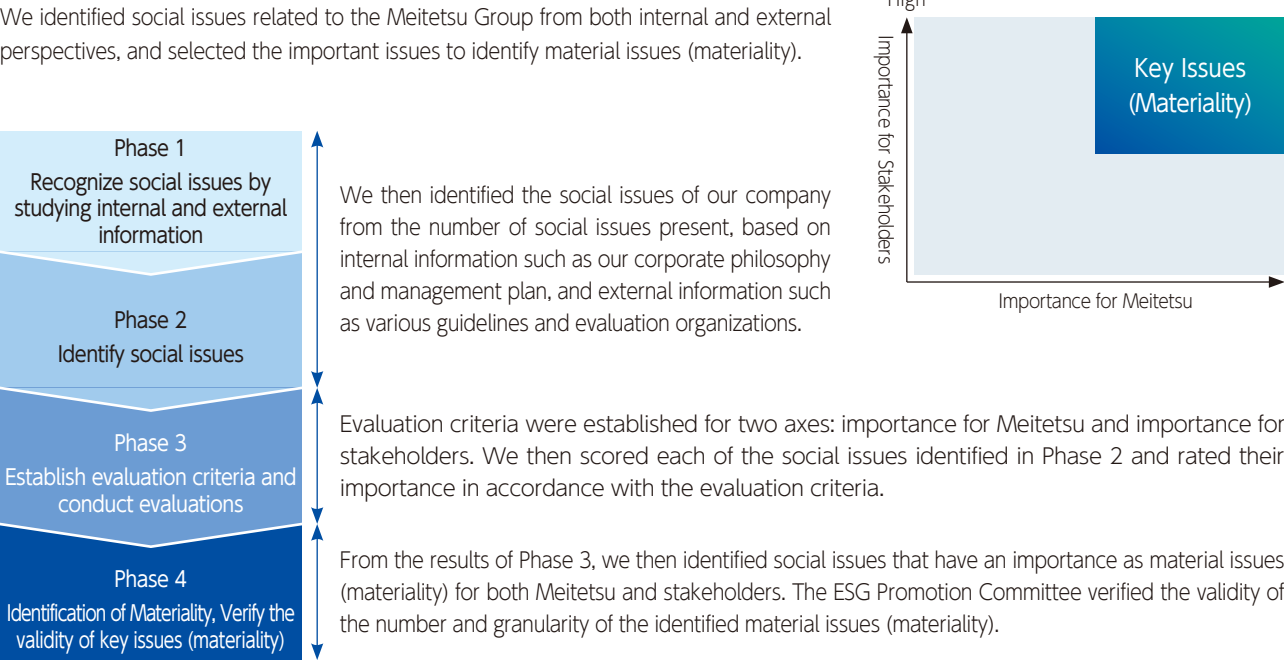 We identified social issues related to the Meitetsu Group from both internal and external
perspectives, and selected the important issues to identify material issues (materiality).
High
Importance for Stakeholders
Key Issues
(Materiality)
Importance for Meitetsu
Phase 1
Recognize social issues by
studying internal and external
information
Phase 2
Identify social issues
We then identified the social issues of our company
from the number of social issues present, based on
internal information such as our corporate philosophy
and management plan, and external information such
as various guidelines and evaluation organizations.
Phase 3
Establish evaluation criteria and
conduct evaluations
Evaluation criteria were established for two axes: importance for Meitetsu and importance for
stakeholders. We then scored each of the social issues identified in Phase 2 and rated their
importance in accordance with the evaluation criteria.
Phase 4
Identification of Materiality, Verify the
validity of key issues (materiality)
From the results of Phase 3, we then identified social issues that have an importance as material issues
(materiality) for both Meitetsu and stakeholders. The ESG Promotion Committee verified the validity of
the number and granularity of the identified material issues (materiality).